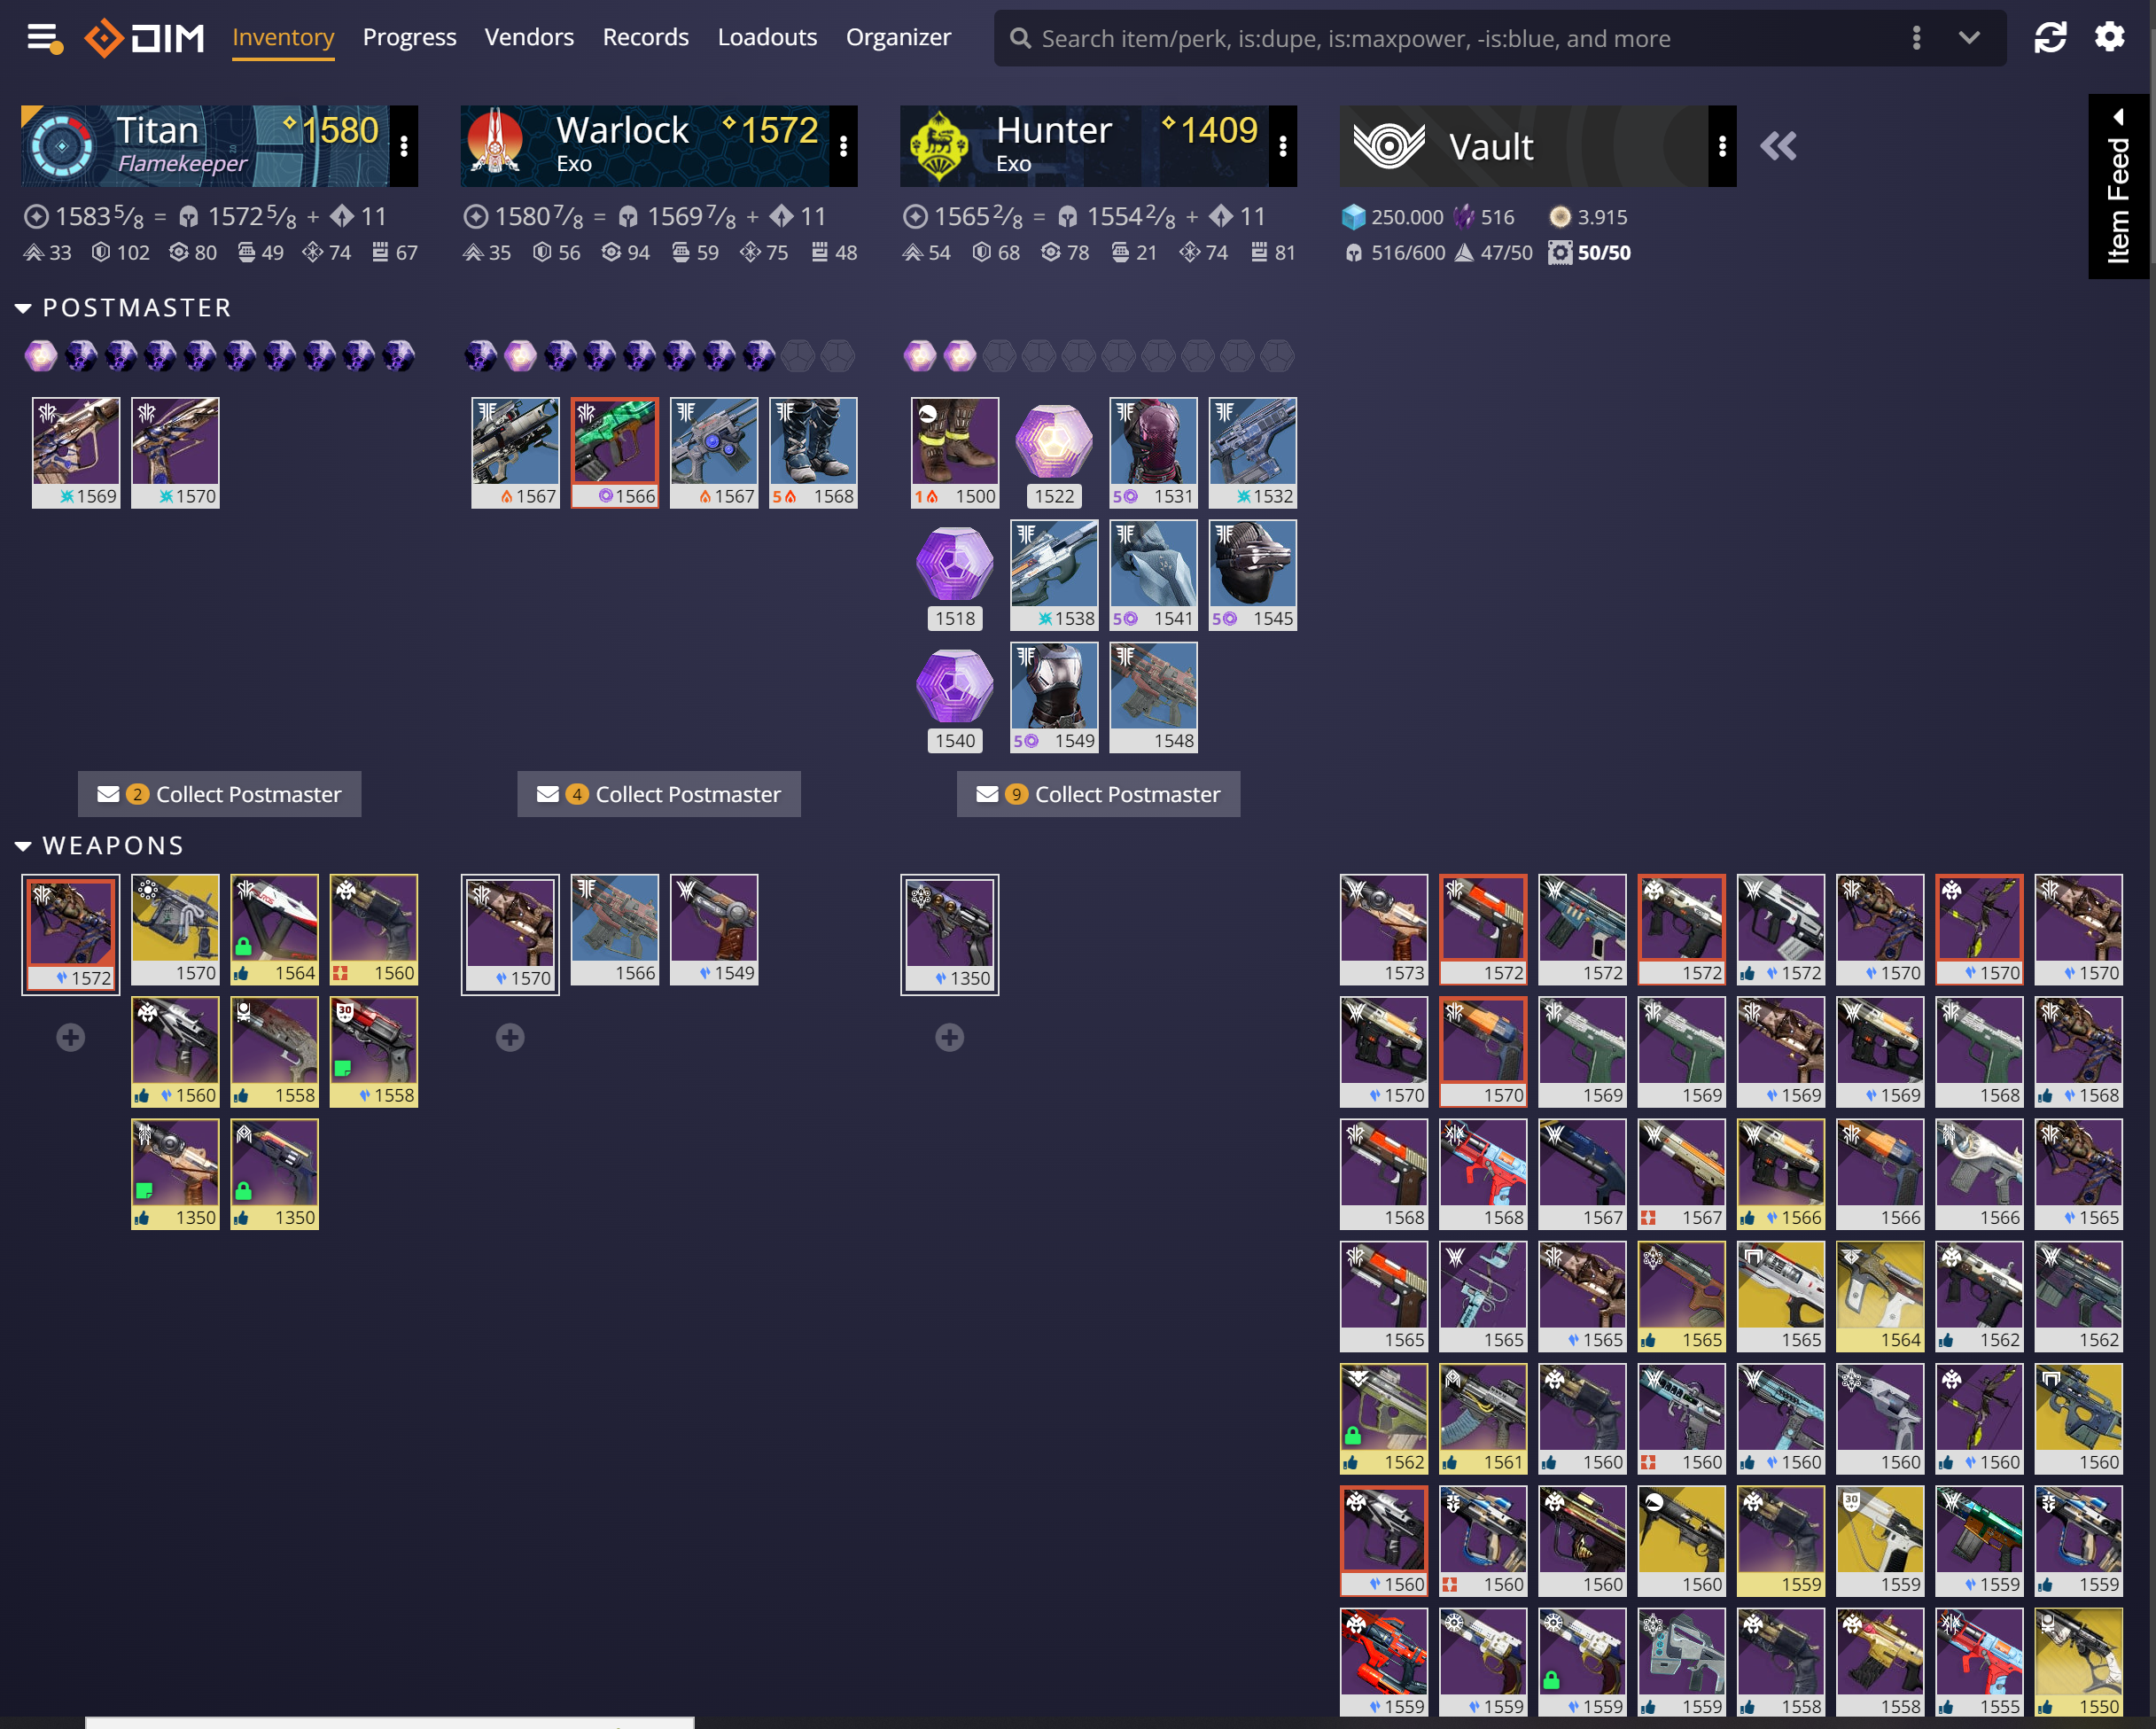 DIM Inventory Progress Vendors Records Loadouts Organizer Search item/perk, is:dupe, is:maxpower, -is:blue, and more
Titan 1580
Flamekeeper
Warlock 1572
Exo
Hunter 1409
Exo
Vault
Item Feed
1583 5/8 = 1572 5/8 + 11
33 102 80 49 74 67
1580 7/8 = 1569 7/8 + 11
35 56 94 59 75 48
1565 2/8 = 1554 2/8 + 11
54 68 78 21 74 81
250.000 516 3.915
516/600 47/50 50/50
POSTMASTER
1569 1570
1567 1566 1567 5 1568
1 1500 1522 5 1531 1532
1518 1538 5 1541 5 1545
1540 5 1549 1548
2 Collect Postmaster
4 Collect Postmaster
9 Collect Postmaster
WEAPONS
1572 1570 1564 1560
30
1560 1558 1558
1350 1350
1570 1566 1549
1350
1573 1572 1572 1572 1572 1570 1570 1570
1570 1570 1569 1569 1569 1569 1568 1568
1568 1568 1567 1567 1566 1566 1566 1565
1565 1565 1565 1565 1565 1564 1562 1562
1562 1561 1560 1560 1560 1560 1560 1560
30
1560 1560 1560 1560 1559 1559 1559 1559
1559 1559 1559 1559 1558 1558 1555 1550